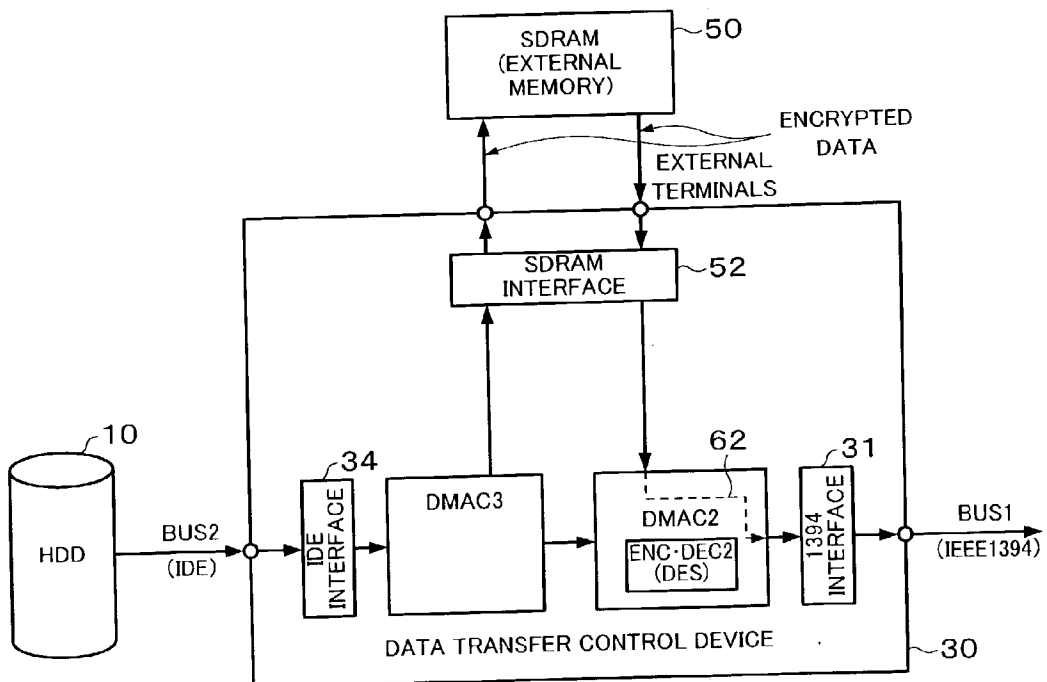 SDRAM
(EXTERNAL
MEMORY)
50
ENCRYPTED
DATA
EXTERNAL
TERMINALS
SDRAM
INTERFACE
52
10
34
62
31
HDD
BUS2
(IDE)
IDE
INTERFACE
DMAC3
DMAC2
ENC·DEC2
(DES)
1394
INTERFACE
BUS1
(IEEE1394)
DATA TRANSFER CONTROL DEVICE
30